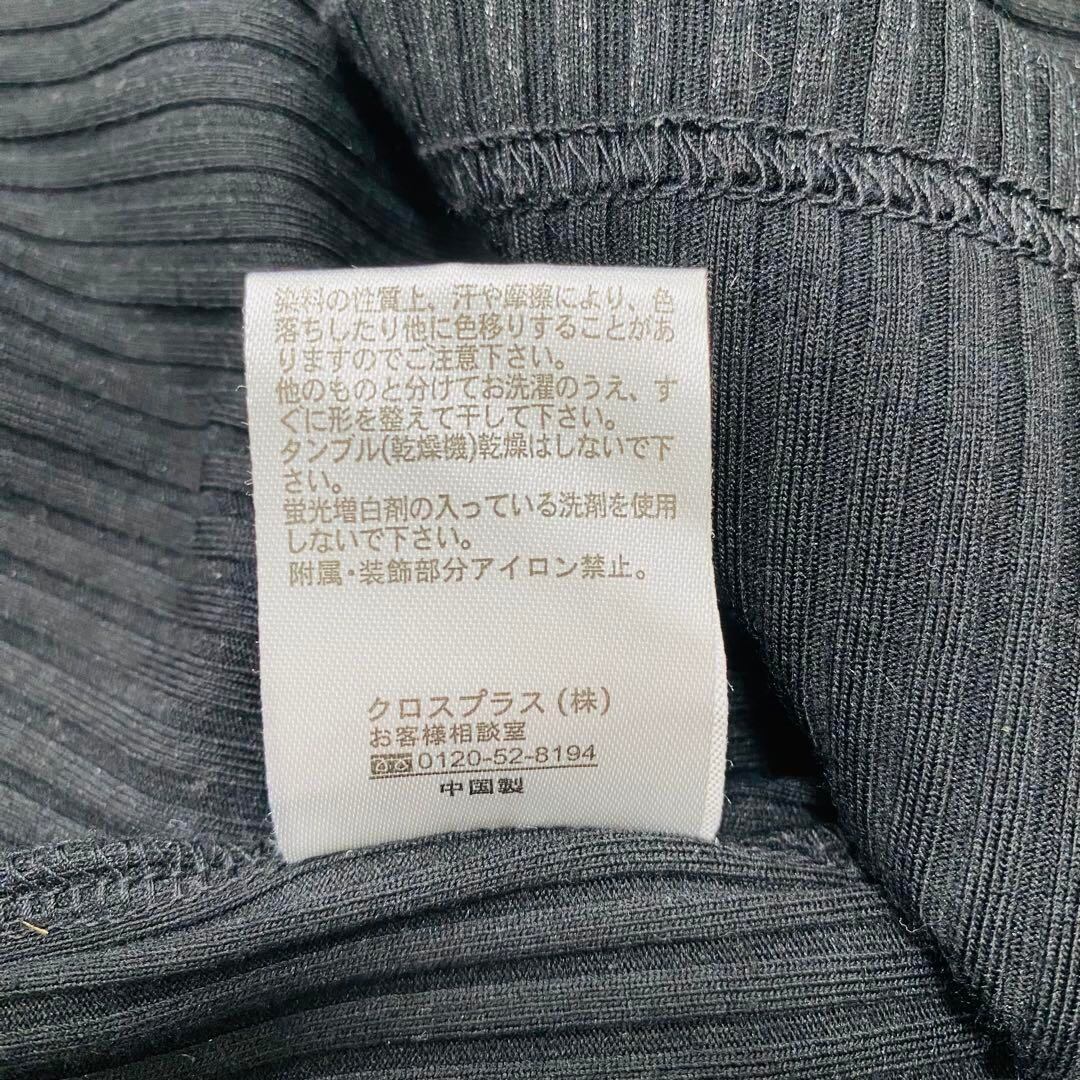 染料の性質上、汗や摩擦により、色
落ちしたり他に色移りすることがあ
りますのでご注意下さい。
他のものと分けてお洗濯のうえ、す
ぐに形を整えて干して下さい。
タンブル(乾燥機)乾燥はしないで下
さい。
蛍光増白剤の入っている洗剤を使用
しないで下さい。
附属・装飾部分アイロン禁止。
クロスプラス(株)
お客様相談室
0120-52-8194
中国製